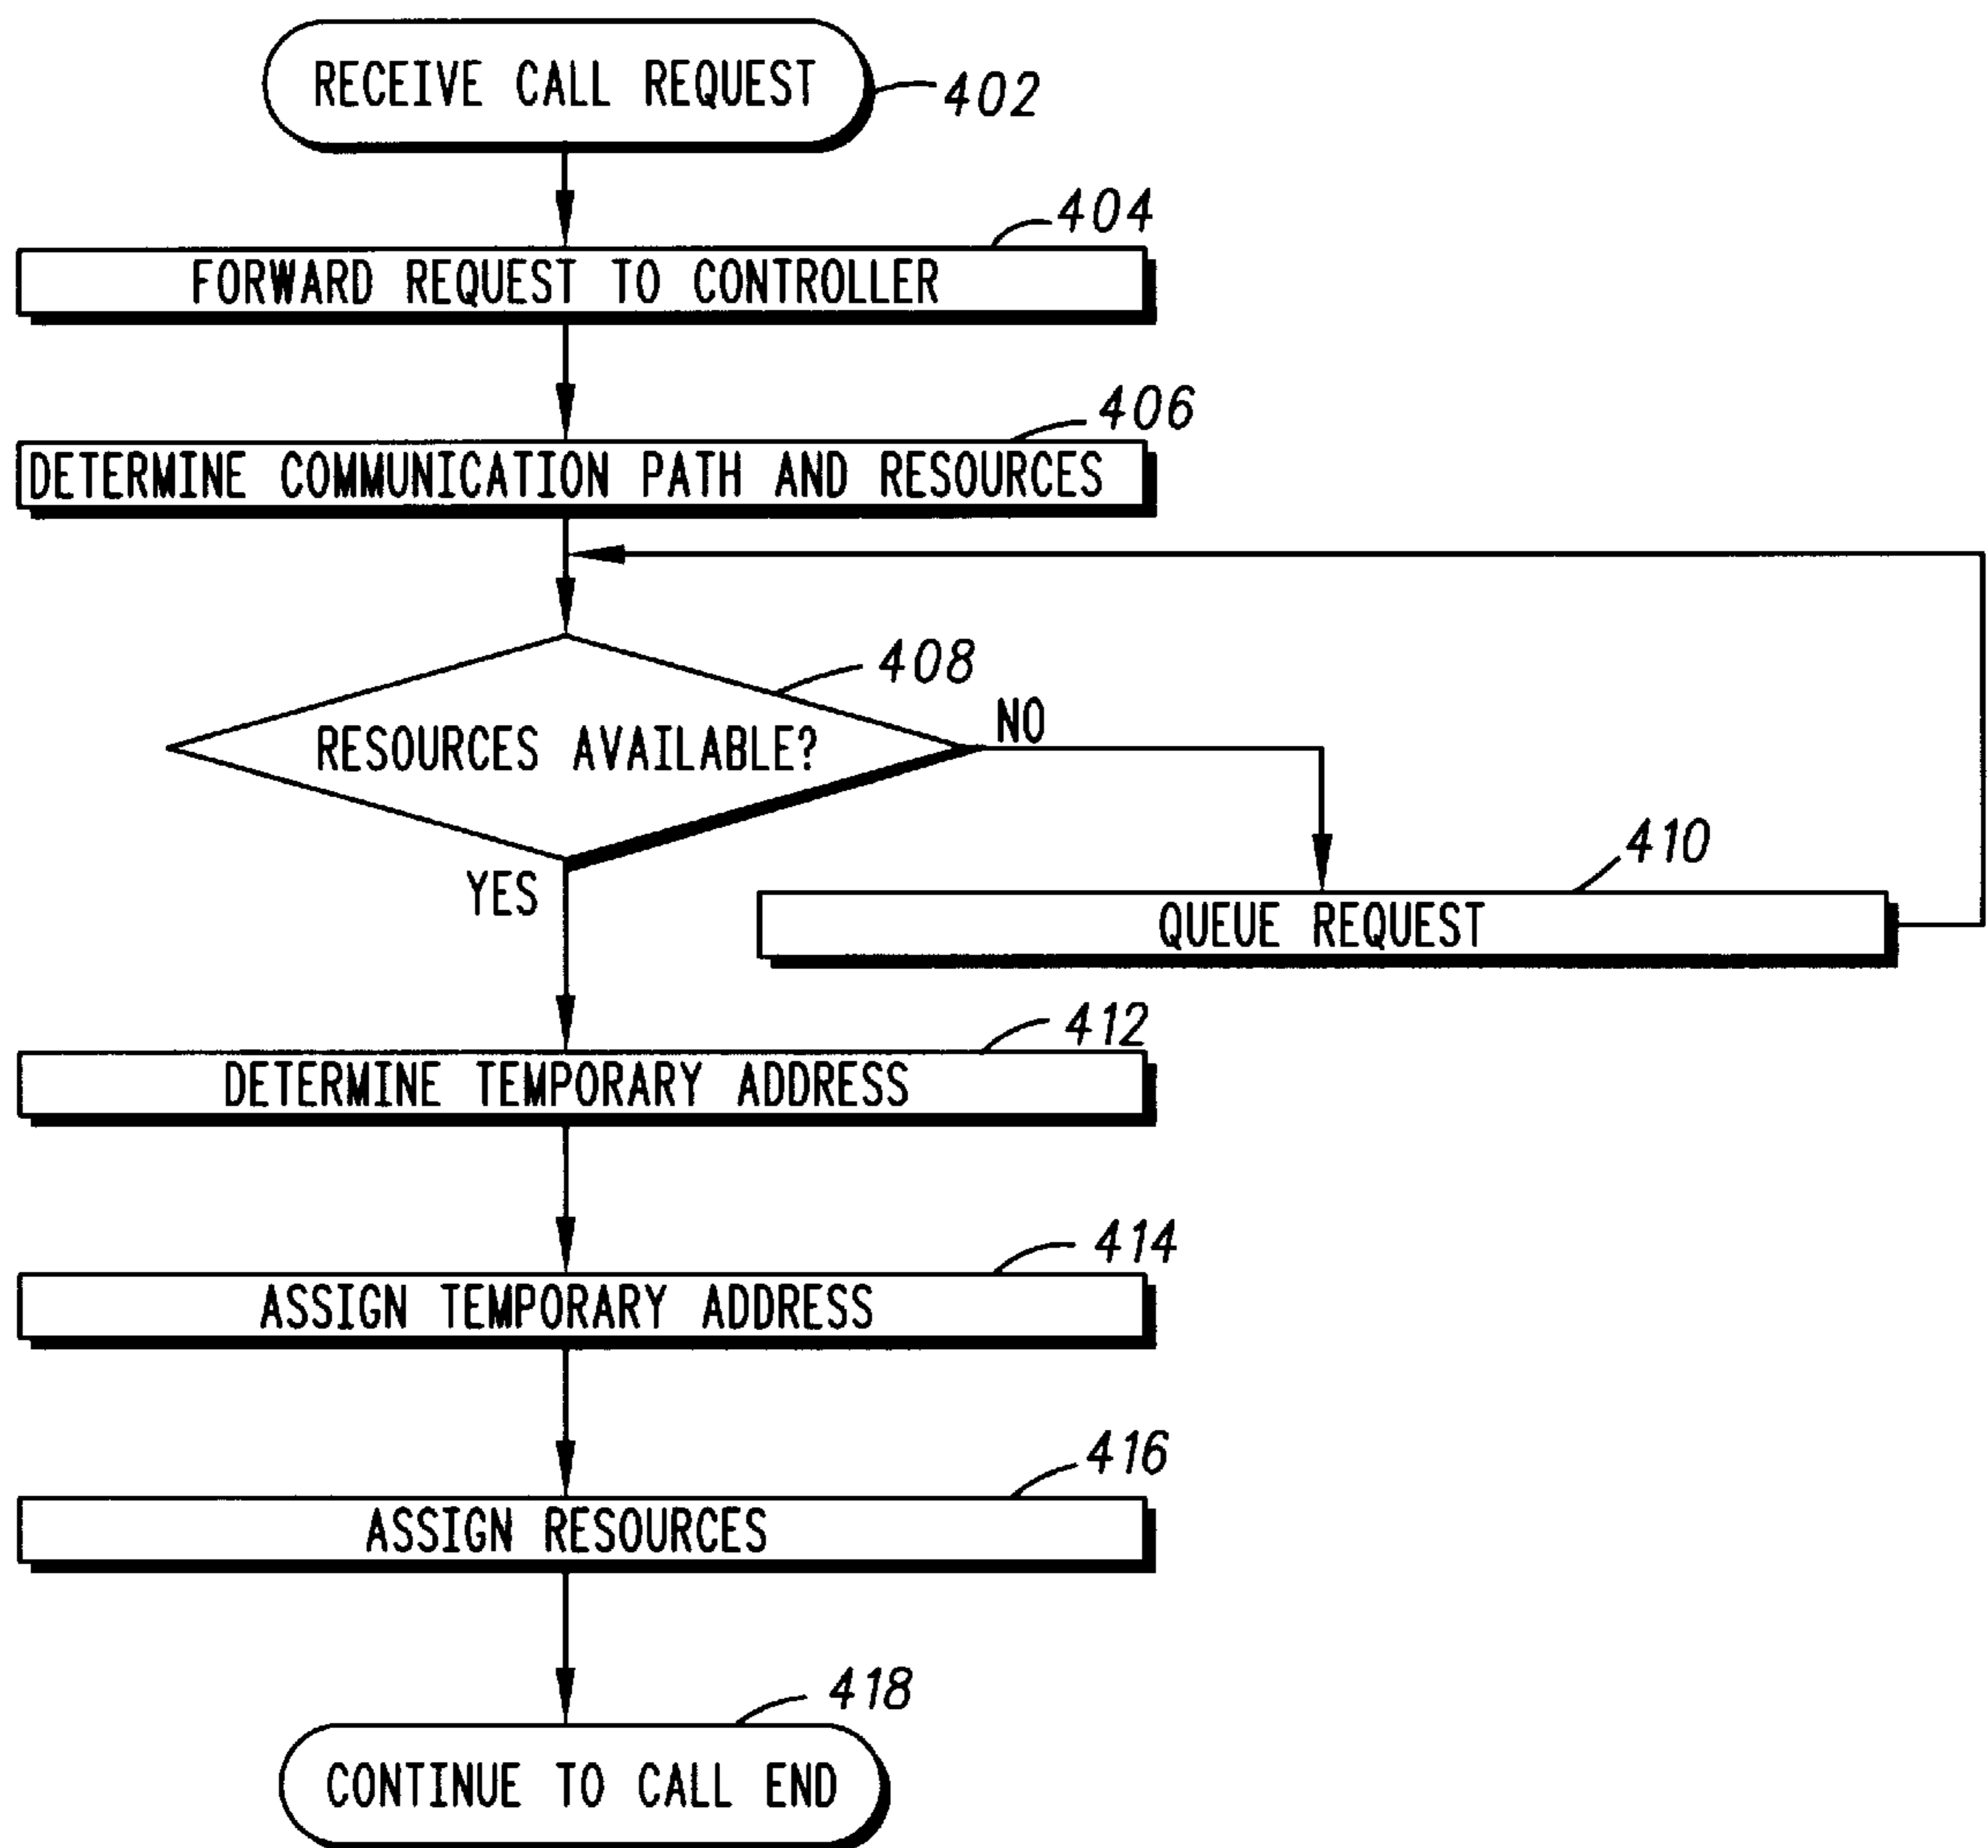 RECEIVE CALL REQUEST
402
404
FORWARD REQUEST TO CONTROLLER
406
DETERMINE COMMUNICATION PATH AND RESOURCES
408
RESOURCES AVAILABLE?
NO
YES
410
QUEUE REQUEST
412
DETERMINE TEMPORARY ADDRESS
414
ASSIGN TEMPORARY ADDRESS
416
ASSIGN RESOURCES
418
CONTINUE TO CALL END